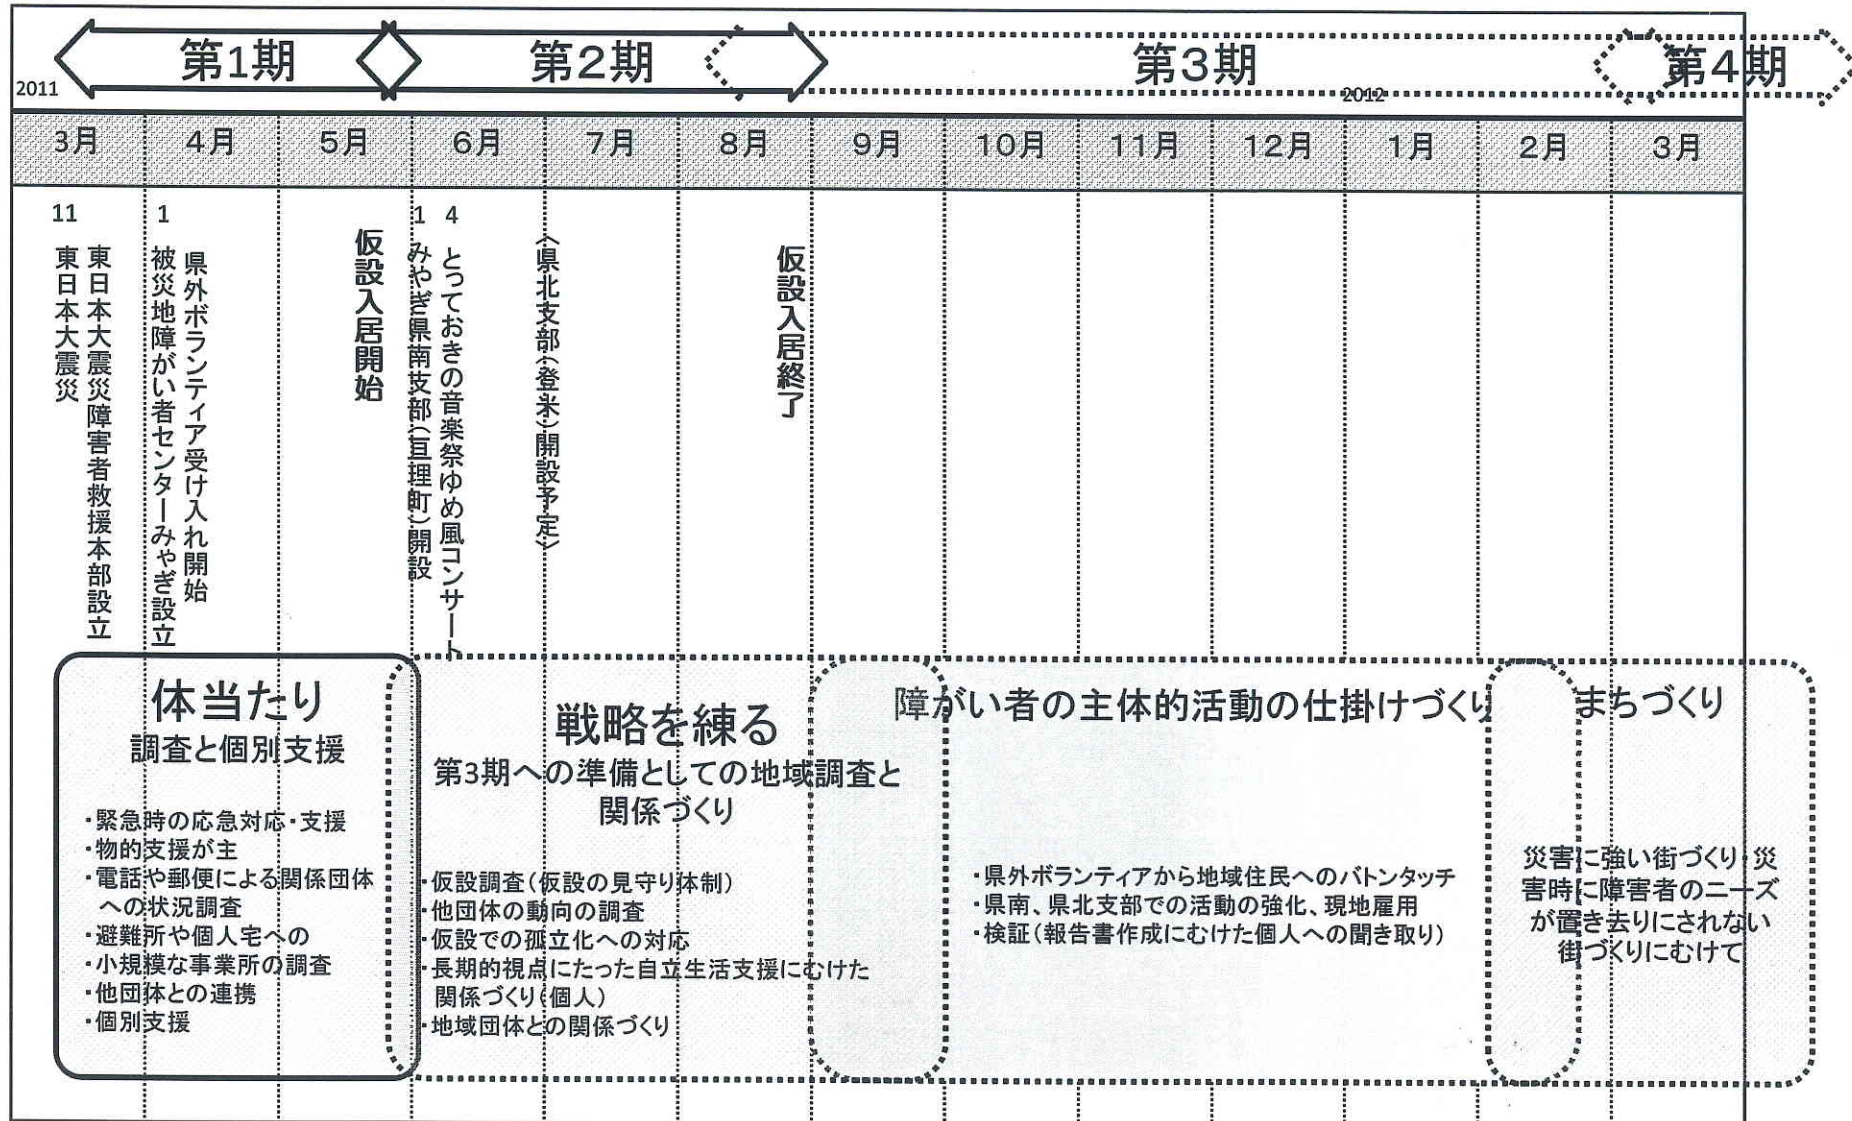 第1期
第2期
第3期
第4期
2011
2012
3月
4月
5月
6月
7月
8月
9月
10月
11月
12月
1月
2月
3月
11
東日本大震災
東日本大震災障害者救援本部設立
1
被災地障がい者センターみやぎ設立
県外ボランティア受け入れ開始
仮設入居開始
1
みやぎ県南支部(亘理町)開設
4
とっておきの音楽祭ゆめ風コンサート
〈県北支部(登米)開設予定〉
仮設入居終了
体当たり
調査と個別支援
・緊急時の応急対応・支援
・物的支援が主
・電話や郵便による関係団体
への状況調査
・避難所や個人宅への
・小規模な事業所の調査
・他団体との連携
・個別支援
戦略を練る
第3期への準備としての地域調査と
関係づくり
・仮設調査(仮設の見守り体制)
・他団体の動向の調査
・仮設での孤立化への対応
・長期的視点にたった自立生活支援にむけた
関係づくり(個人)
・地域団体との関係づくり
障がい者の主体的活動の仕掛けづくり
・県外ボランティアから地域住民へのバトンタッチ
・県南、県北支部での活動の強化、現地雇用
・検証(報告書作成にむけた個人への聞き取り)
まちづくり
災害に強い街づくり・災
害時に障害者のニーズ
が置き去りにされない
街づくりにむけて